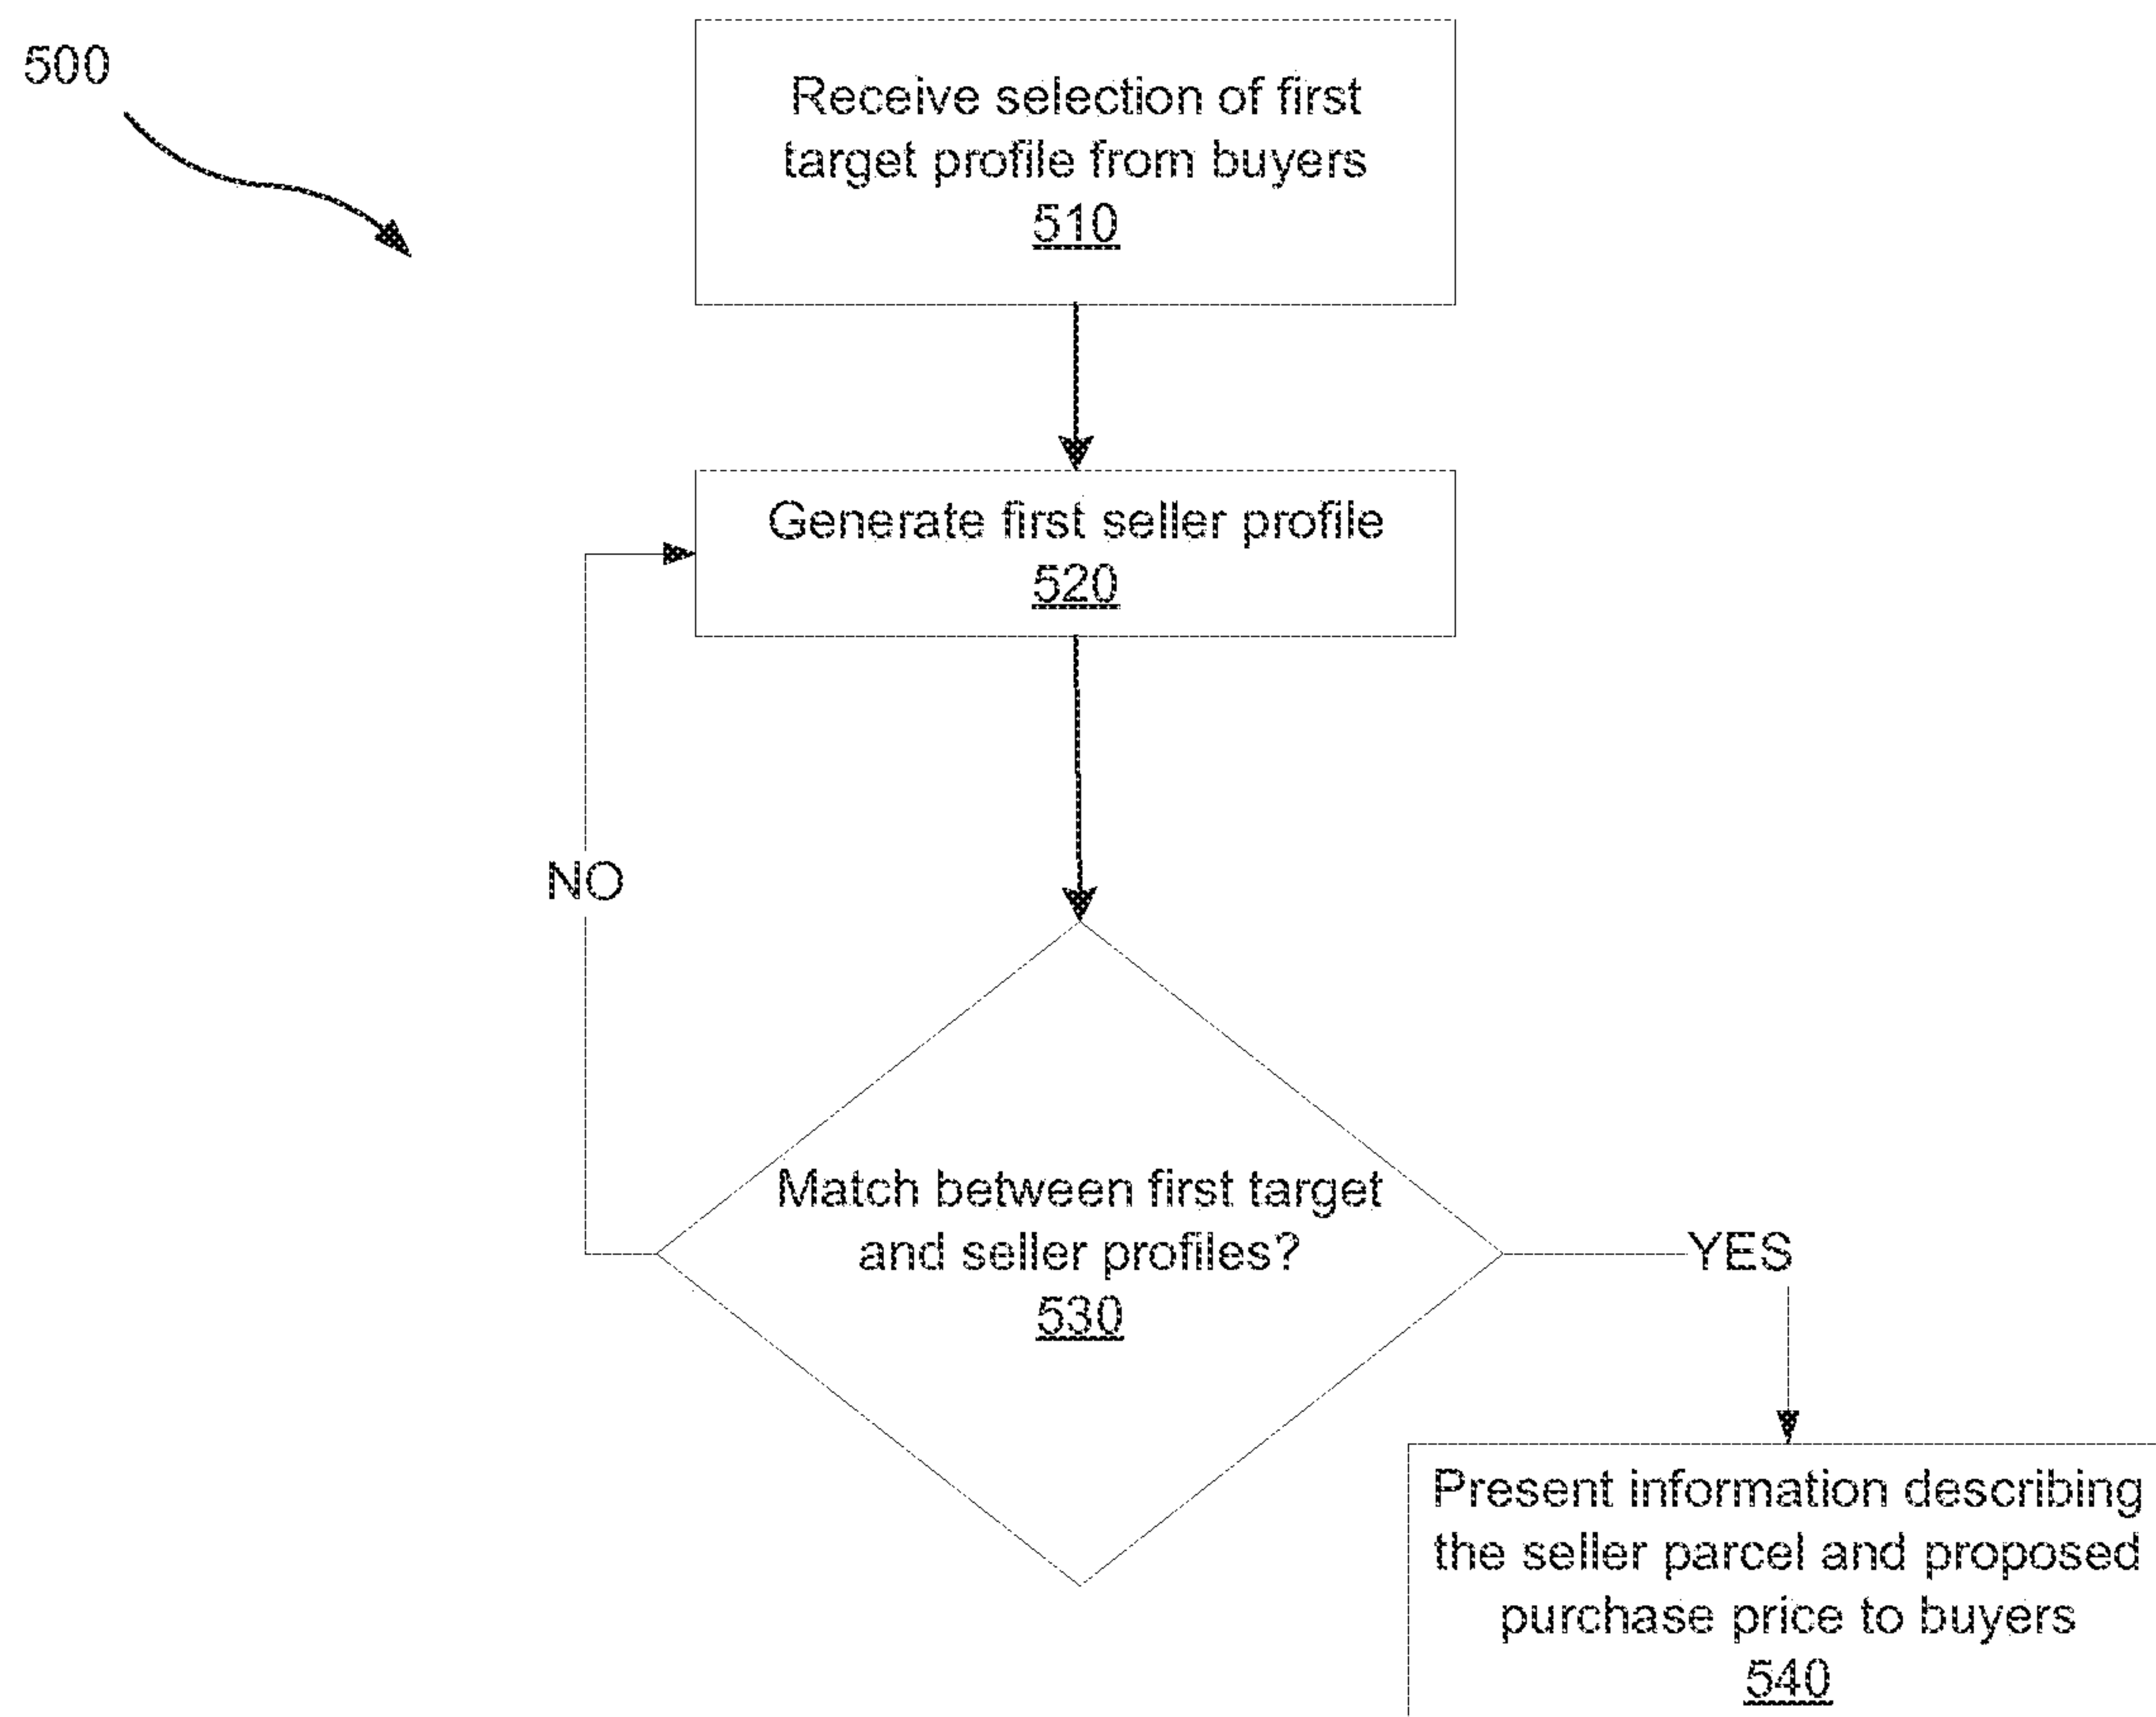 500
Receive selection of first
target profile from buyers
510
Generate first seller profile
520
NO
Match between first target
and seller profiles?
530
YES
Present information describing
the seller parcel and proposed
purchase price to buyers
540